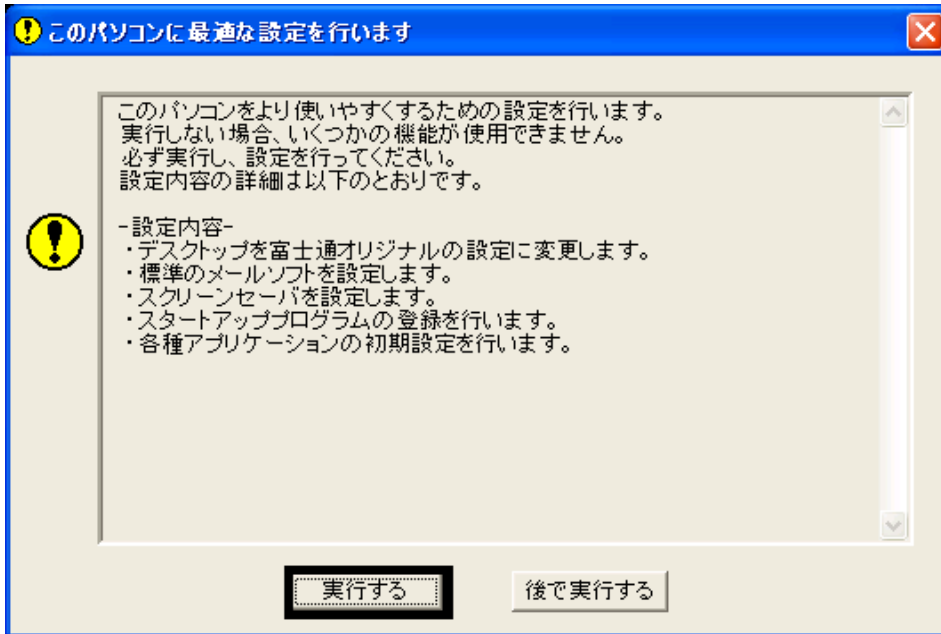 このパソコンに最適な設定を行います
このパソコンをより使いやすくするための設定を行います。
実行しない場合、いくつかの機能が使用できません。
必ず実行し、設定を行ってください。
設定内容の詳細は以下のとおりです。
-設定内容-
・デスクトップを富士通オリジナルの設定に変更します。
・標準のメールソフトを設定します。
・スクリーンセーバを設定します。
・スタートアッププログラムの登録を行います。
・各種アプリケーションの初期設定を行います。
実行する
後で実行する